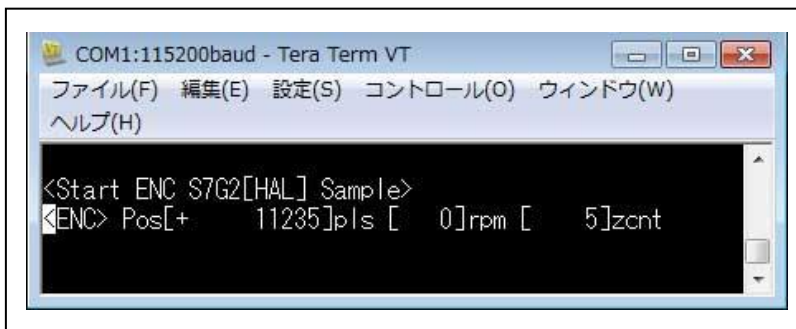 COM1:115200baud - Tera Term VT
ファイル(F) 編集(E) 設定(S) コントロール(O) ウィンドウ(W)
ヘルプ(H)
<Start ENC S7G2[HAL] Sample>
<ENC> Pos[+ 11235]pls [ 0]rpm [ 5]zcnt